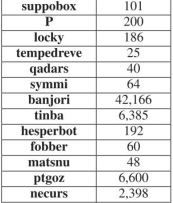 suppobox 101
P 200
locky 186
tempedreve 25
qadars 40
symmi 64
banjori 42,166
tinba 6,385
hesperbot 192
fobber 60
matsnu 48
ptgoz 6,600
necurs 2,398